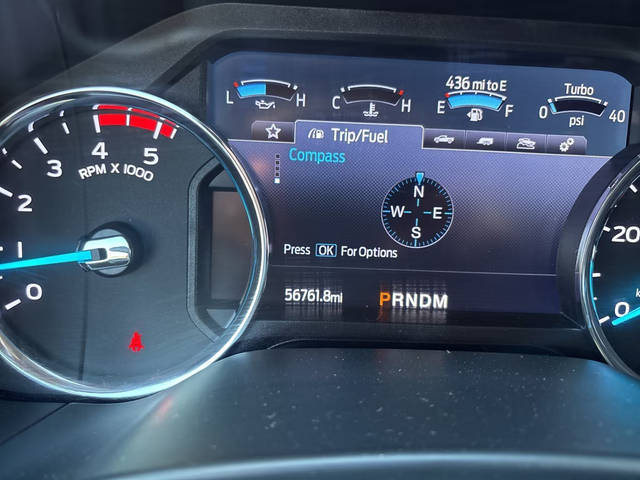 436 mi to E
L H
C H
E F
Turbo
0 40
psi
Trip/Fuel
Compass
N
W E
S
Press OK For Options
56761.8mi
PRNDM
0
1
2
3
4
5
RPM X 1000
20
0